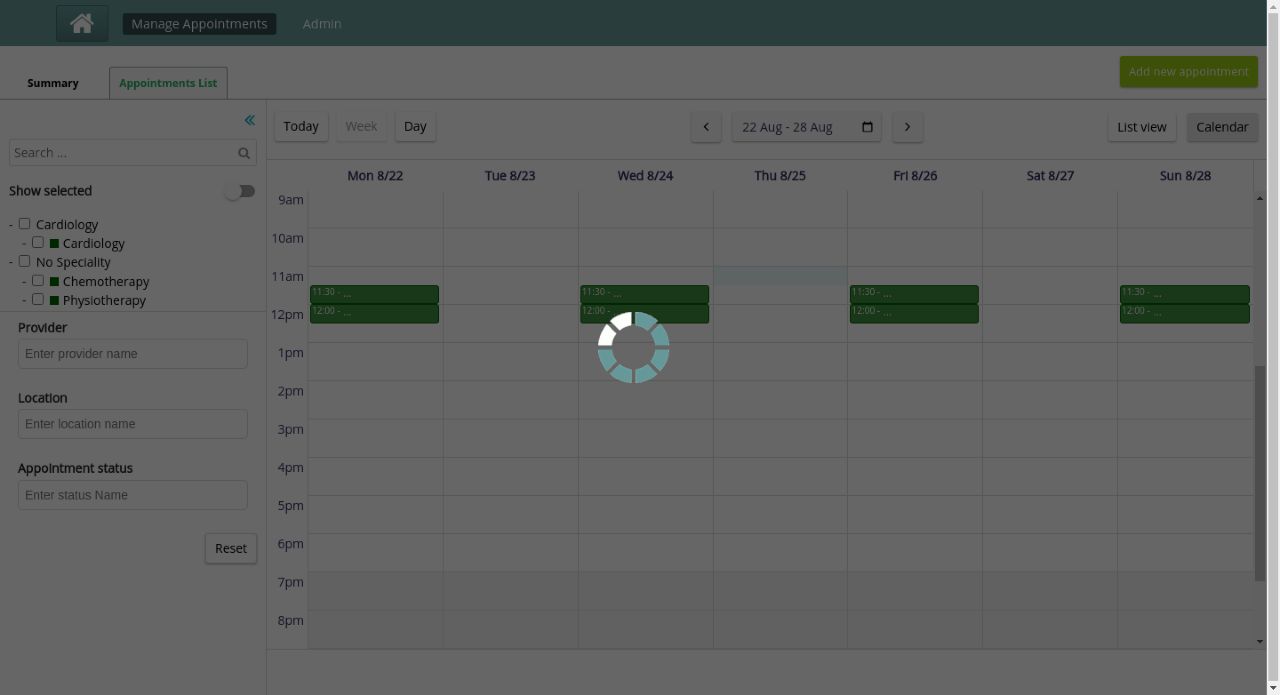 Manage Appointments
Admin
Summary
Appointments List
Add new appointment
Today
Week
Day
22 Aug - 28 Aug
List view
Calendar
Search ...
Show selected
- Cardiology
- Cardiology
- No Speciality
- Chemotherapy
- Physiotherapy
Provider
Enter provider name
Location
Enter location name
Appointment status
Enter status Name
Reset
Mon 8/22
Tue 8/23
Wed 8/24
Thu 8/25
Fri 8/26
Sat 8/27
Sun 8/28
9am
10am
11am
11:30 - ...
11:30 - ...
11:30 - ...
11:30 - ...
12pm
12:00 - ...
12:00 - ...
12:00 - ...
12:00 - ...
1pm
2pm
3pm
4pm
5pm
6pm
7pm
8pm